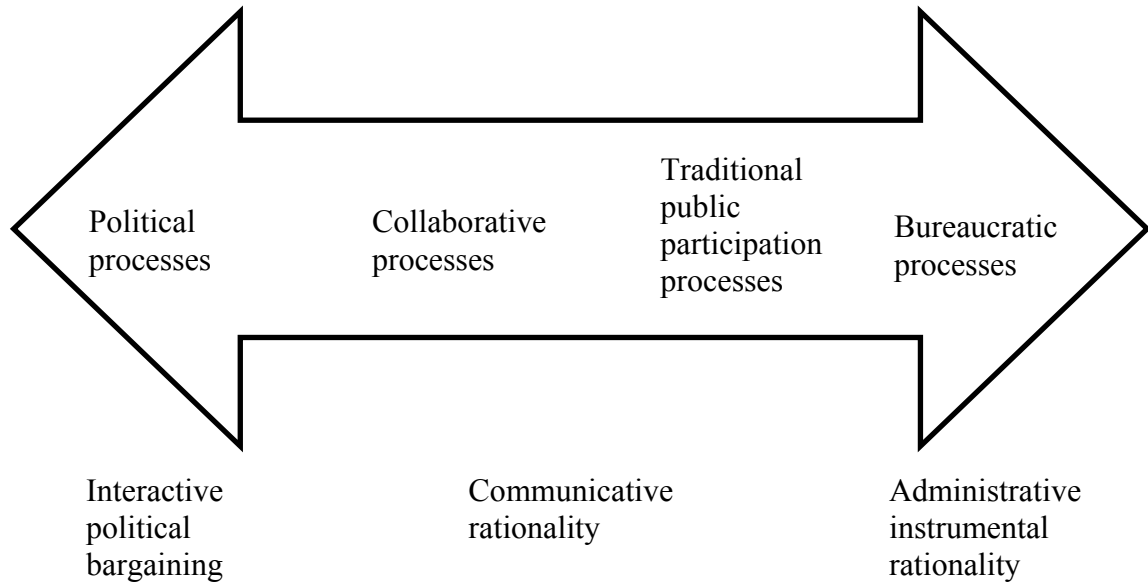 Political
processes
Collaborative
processes
Traditional
public
participation
processes
Bureaucratic
processes
Interactive
political
bargaining
Communicative
rationality
Administrative
instrumental
rationality